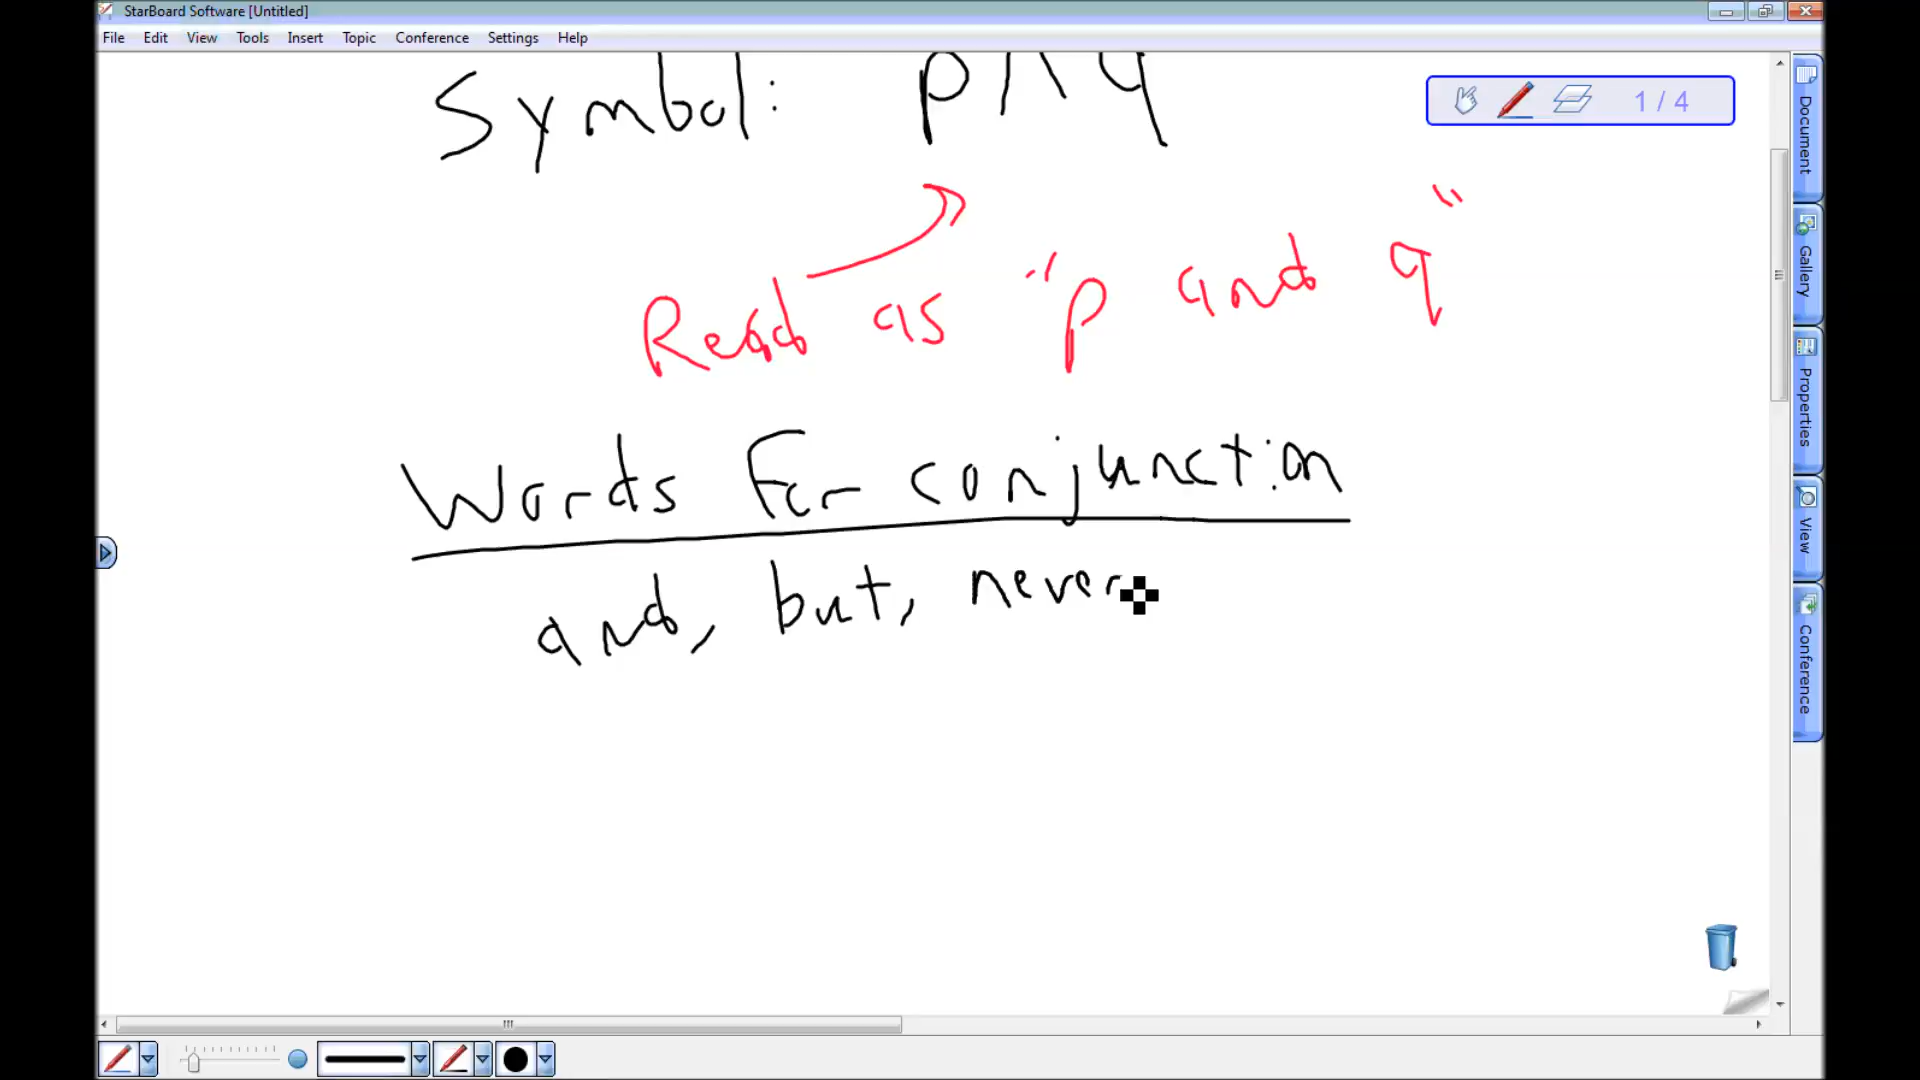 StarBoard Software [Untitled]
File Edit View Tools Insert Topic Conference Settings Help
Symbol: p∧q
1 / 4
Read as "p and q"
Words For conjunction
and, but, never
Document
Gallery
Properties
View
Conference